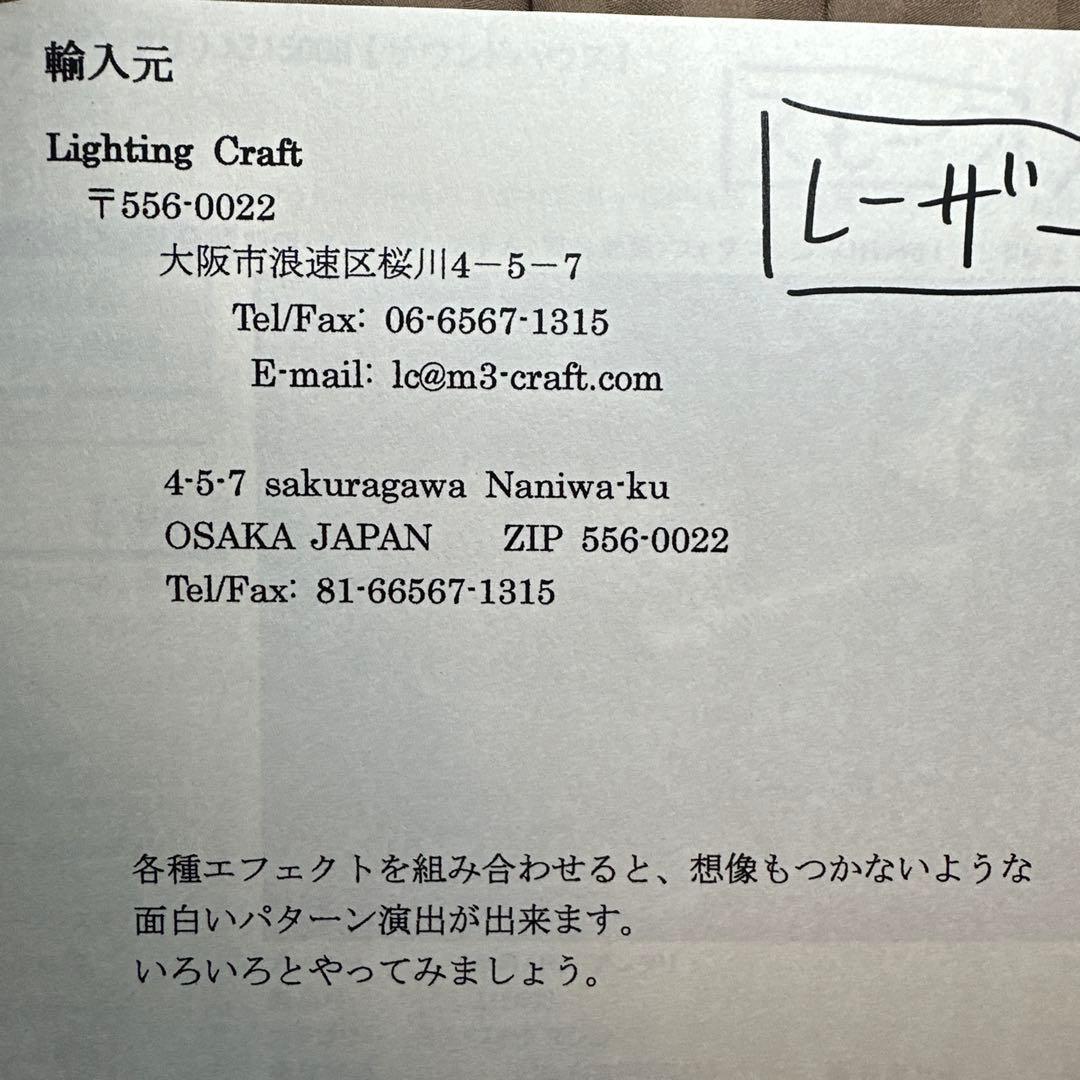 輸入元
レーザー
Lighting Craft
〒556-0022
大阪市浪速区桜川4－5－7
Tel/Fax: 06-6567-1315
E-mail: lc@m3-craft.com
4-5-7 sakuragawa Naniwa-ku
OSAKA JAPAN ZIP 556-0022
Tel/Fax: 81-66567-1315
各種エフェクトを組み合わせると、想像もつかないような
面白いパターン演出が出来ます。
いろいろとやってみましょう。